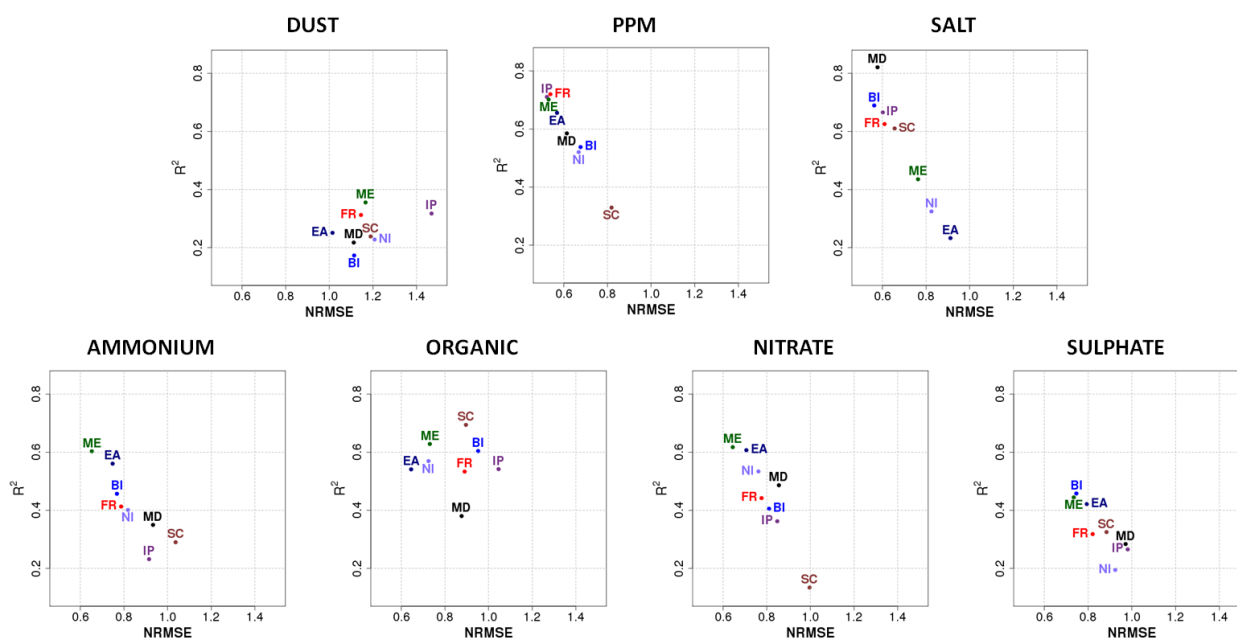 DUST
PPM
SALT
0.8
0.6
0.4
0.2
R2
ME
IP
FR
SC
EA
MD
NI
BI
0.6 0.8 1.0 1.2 1.4
NRMSE
0.8
0.6
0.4
0.2
R2
IP
FR
ME
EA
MD
BI
NI
SC
0.6 0.8 1.0 1.2 1.4
NRMSE
0.8
0.6
0.4
0.2
R2
MD
BI
IP
FR
SC
ME
NI
EA
0.6 0.8 1.0 1.2 1.4
NRMSE
AMMONIUM
ORGANIC
NITRATE
SULPHATE
0.8
0.6
0.4
0.2
R2
ME
EA
BI
FR
NI
MD
SC
IP
0.6 0.8 1.0 1.2 1.4
NRMSE
0.8
0.6
0.4
0.2
R2
SC
ME
BI
EA
NI
FR
IP
MD
0.6 0.8 1.0 1.2 1.4
NRMSE
0.8
0.6
0.4
0.2
R2
ME
EA
NI
MD
FR
BI
IP
SC
0.6 0.8 1.0 1.2 1.4
NRMSE
0.8
0.6
0.4
0.2
R2
BI
ME
EA
SC
FR
MD
IP
NI
0.6 0.8 1.0 1.2 1.4
NRMSE